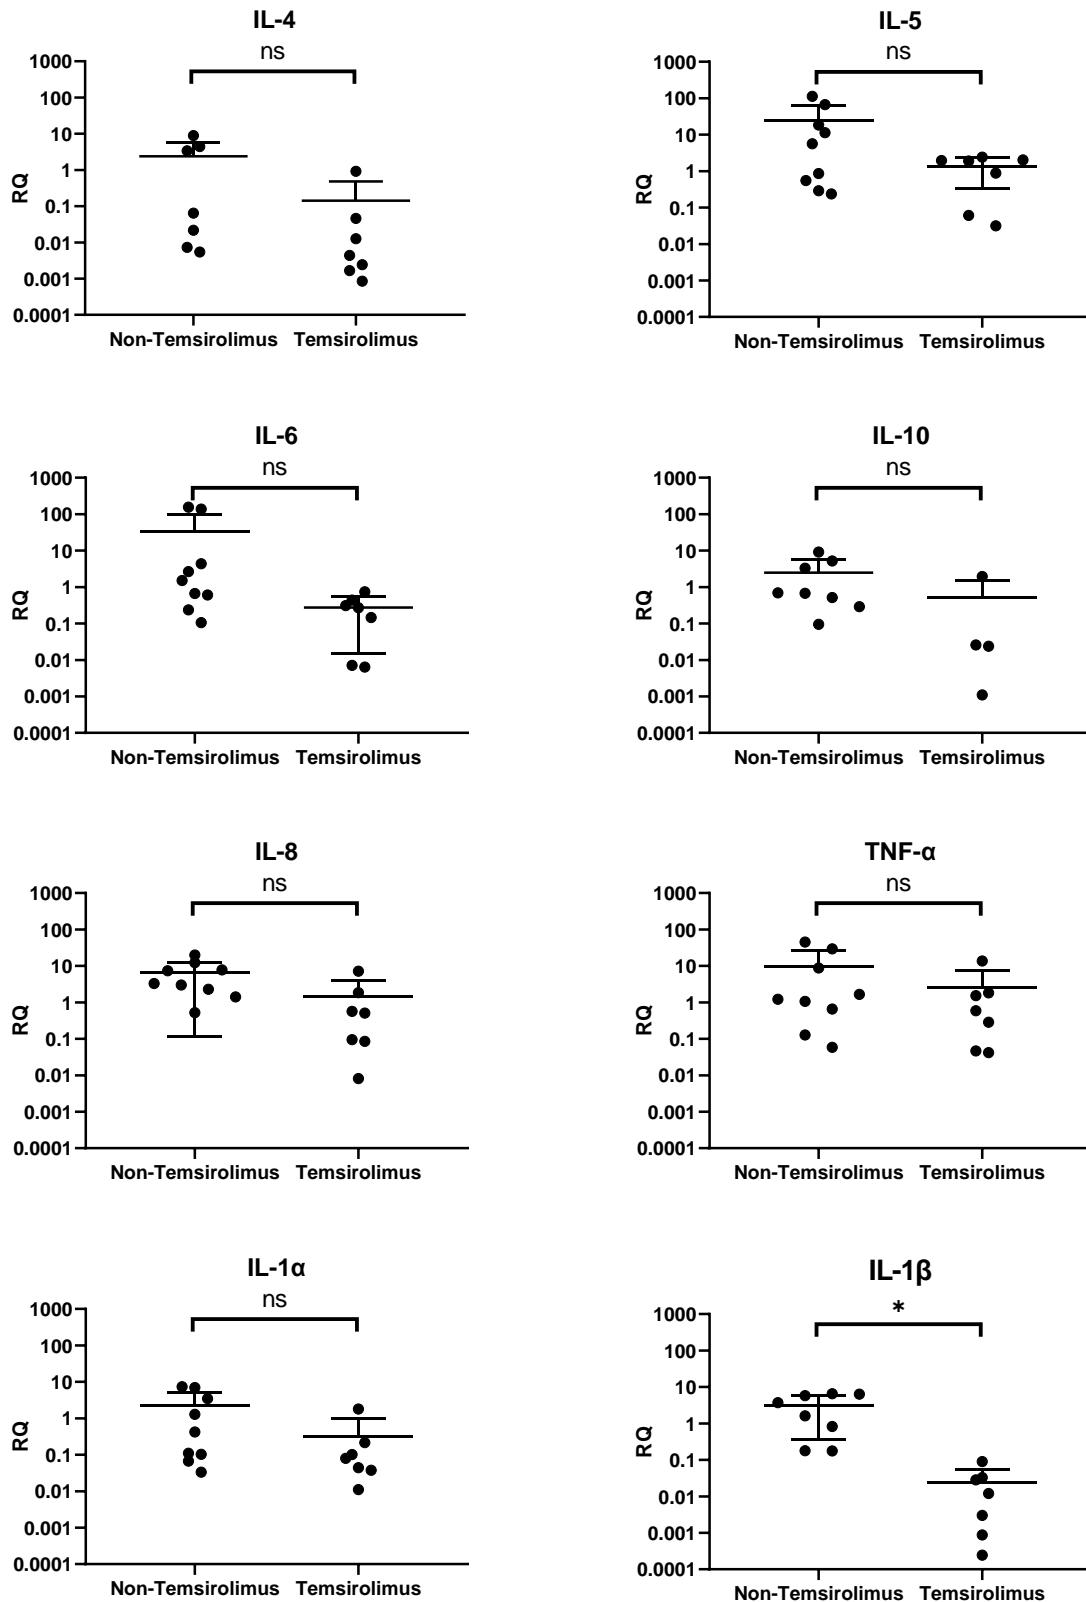 IL-4
ns
1000
100
10
1
0.1
0.01
0.001
0.0001
RQ
Non-Temsirolimus Temsirolimus
IL-5
ns
1000
100
10
1
0.1
0.01
0.001
0.0001
RQ
Non-Temsirolimus Temsirolimus
IL-6
ns
1000
100
10
1
0.1
0.01
0.001
0.0001
RQ
Non-Temsirolimus Temsirolimus
IL-10
ns
1000
100
10
1
0.1
0.01
0.001
0.0001
RQ
Non-Temsirolimus Temsirolimus
IL-8
ns
1000
100
10
1
0.1
0.01
0.001
0.0001
RQ
Non-Temsirolimus Temsirolimus
TNF-α
ns
1000
100
10
1
0.1
0.01
0.001
0.0001
RQ
Non-Temsirolimus Temsirolimus
IL-1α
ns
1000
100
10
1
0.1
0.01
0.001
0.0001
RQ
Non-Temsirolimus Temsirolimus
IL-1β
*
1000
100
10
1
0.1
0.01
0.001
0.0001
RQ
Non-Temsirolimus Temsirolimus